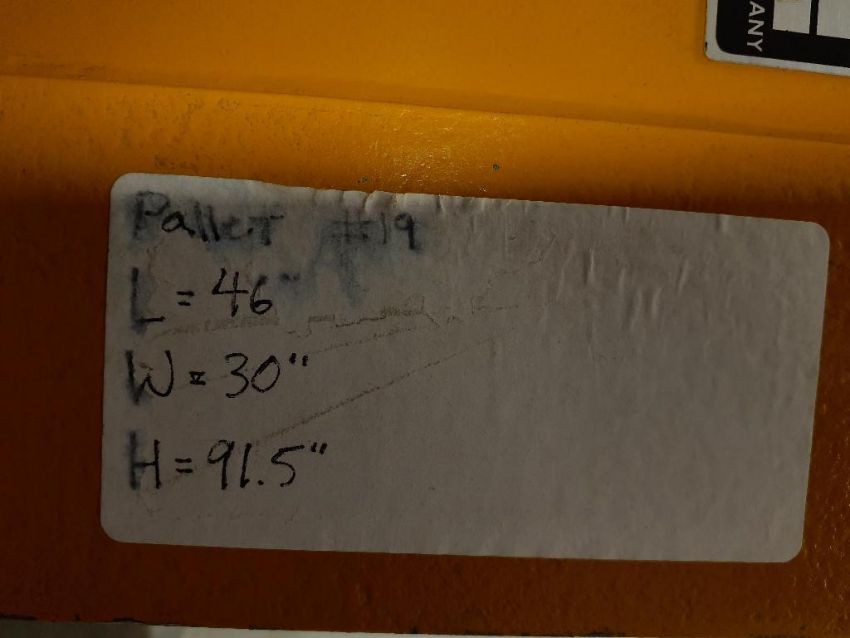 ANY
Pallet #19
L = 46"
W = 30"
H = 91.5"